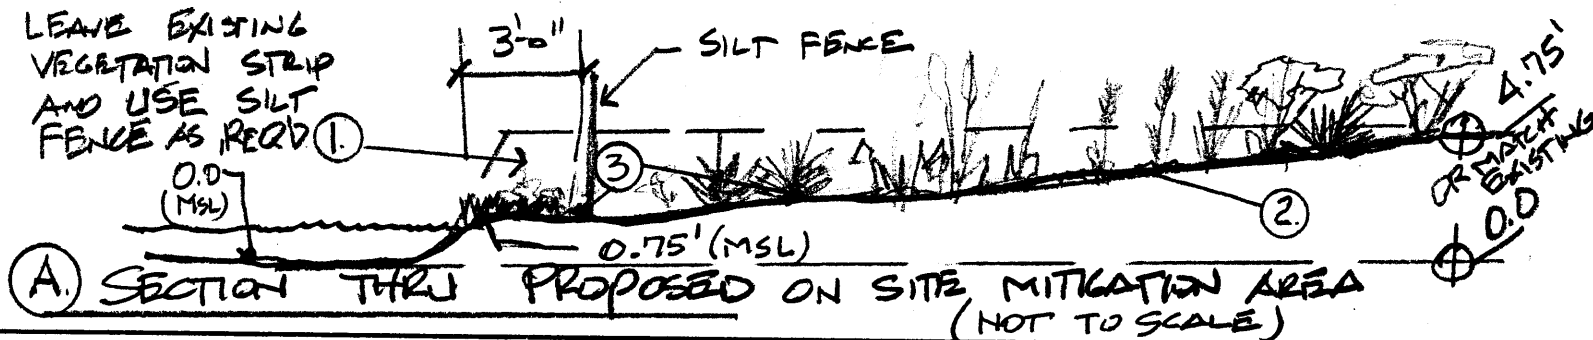 LEAVE EXISTING
VEGETATION STRIP
AND USE SILT
FENCE AS REQ'D
1.
3'-0"
SILT FENCE
4.75'
OR MATCH
EXISTING
0.0
(MSL)
3
2.
0.75' (MSL)
0.0
A. SECTION THRU PROPOSED ON SITE MITIGATION AREA
(NOT TO SCALE)